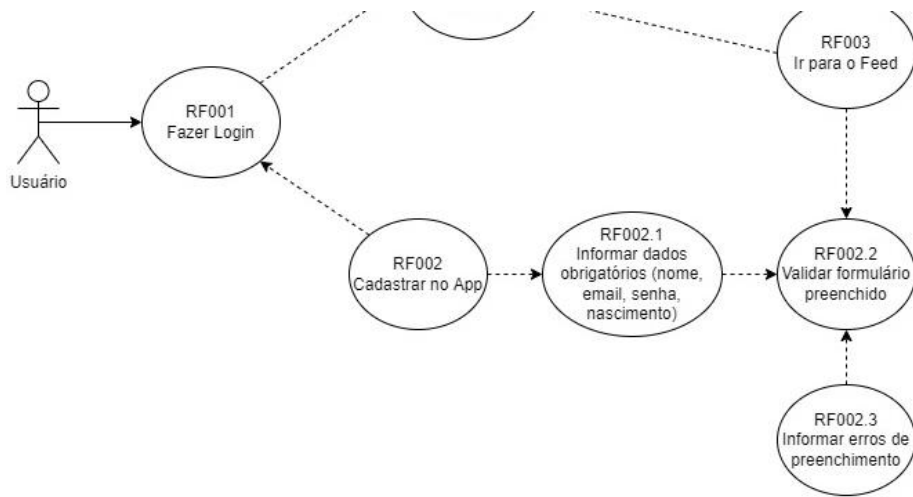 RF003
Ir para o Feed
RF001
Fazer Login
Usuário
RF002
Cadastrar no App
RF002.1
Informar dados
obrigatórios (nome,
email, senha,
nascimento)
RF002.2
Validar formulário
preenchido
RF002.3
Informar erros de
preenchimento